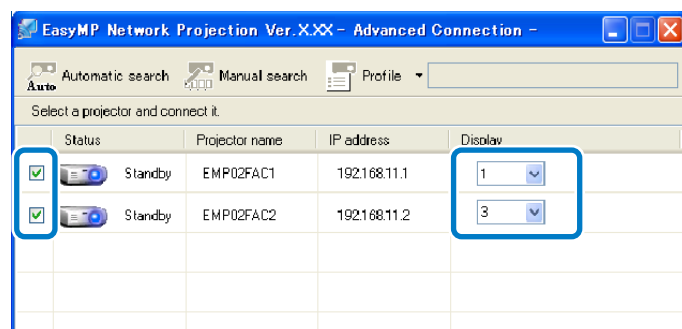 EasyMP Network Projection Ver.X.XX - Advanced Connection -
Auto Automatic search Manual search Profile
Select a projector and connect it.
Status Projector name IP address Display
Standby EMP02FAC1 192.168.11.1 1
Standby EMP02FAC2 192.168.11.2 3